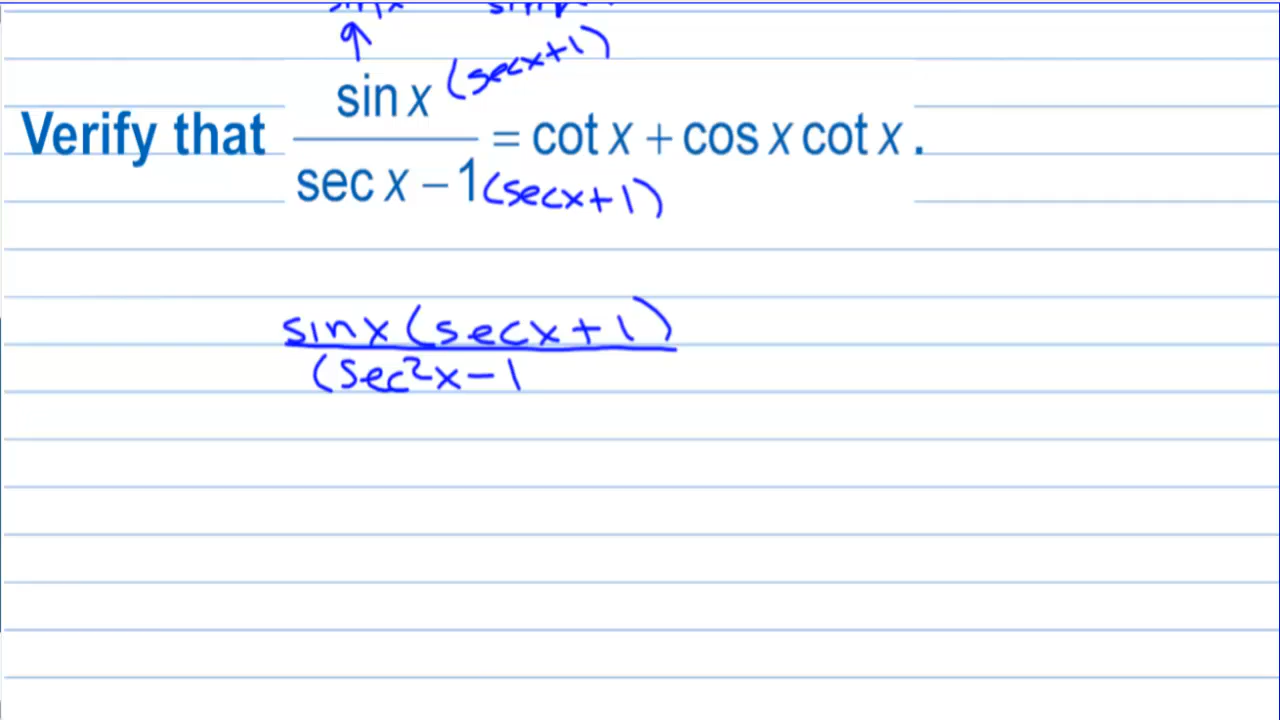 sin x (secx+1)
Verify that ——— = cot x + cos x cot x.
sec x − 1(secx+1)
sinx(secx+1)
(sec²x−1